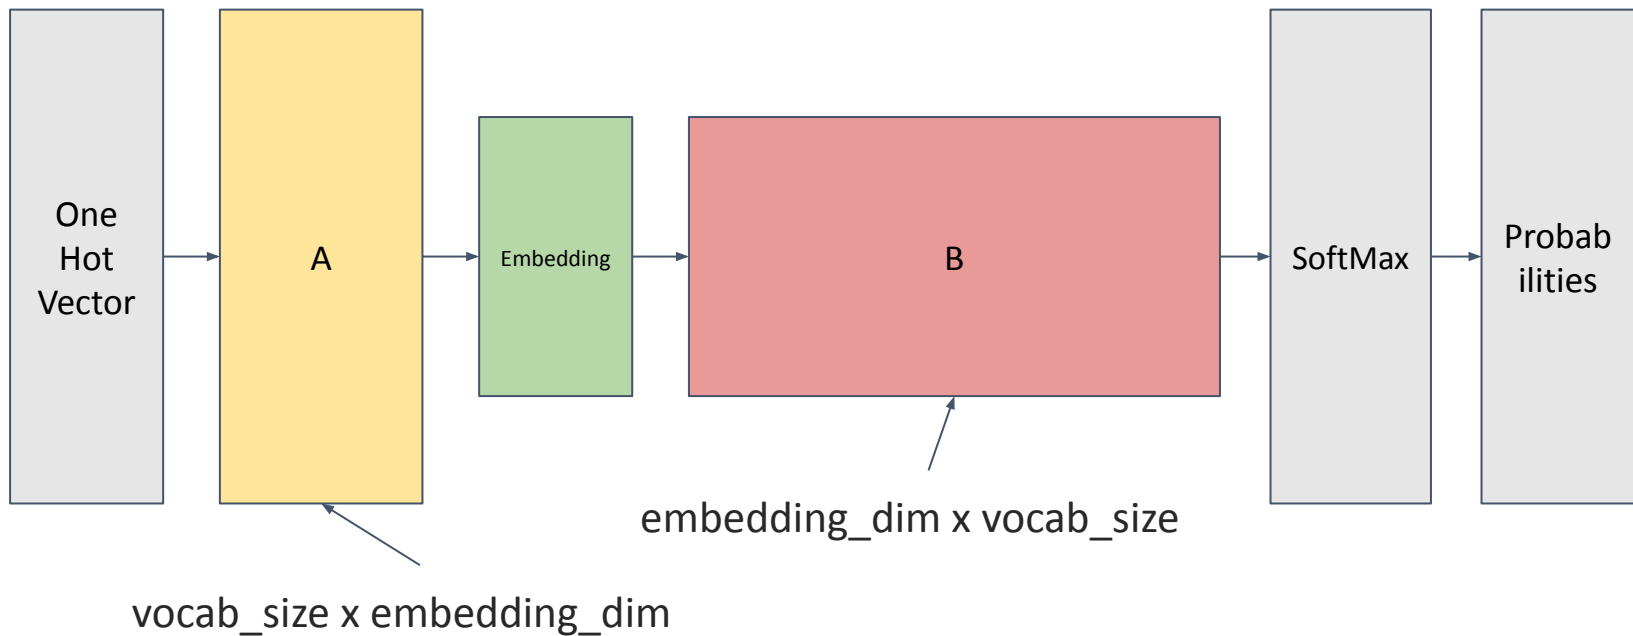 One
Hot
Vector
A
Embedding
B
SoftMax
Probab
ilities
embedding_dim x vocab_size
vocab_size x embedding_dim